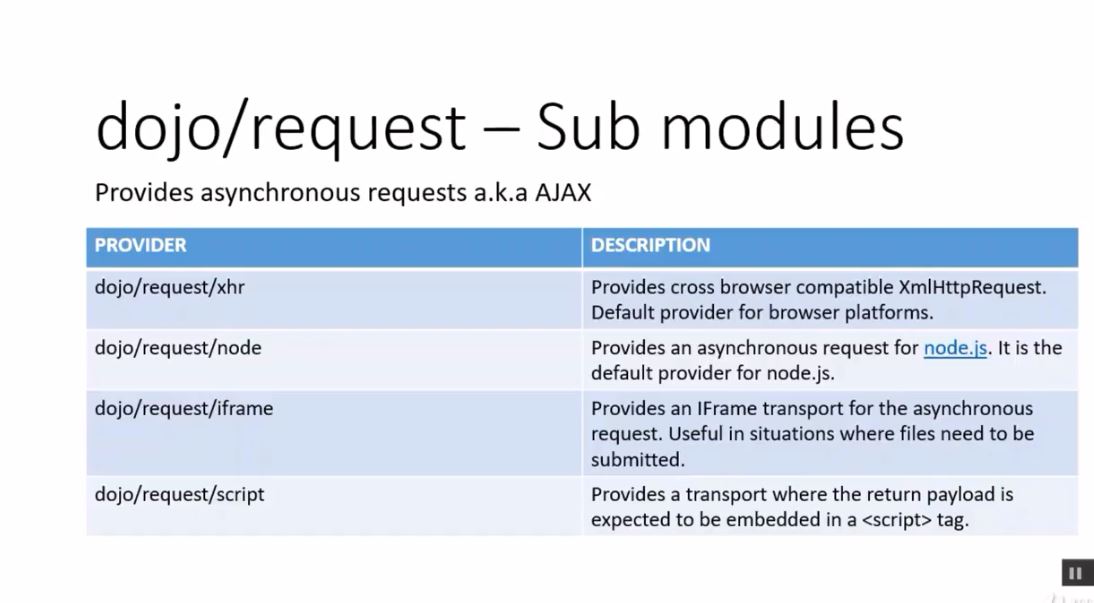 dojo/request – Sub modules
Provides asynchronous requests a.k.a AJAX
PROVIDER
DESCRIPTION
dojo/request/xhr
Provides cross browser compatible XmlHttpRequest.
Default provider for browser platforms.
dojo/request/node
Provides an asynchronous request for node.js. It is the
default provider for node.js.
dojo/request/iframe
Provides an IFrame transport for the asynchronous
request. Useful in situations where files need to be
submitted.
dojo/request/script
Provides a transport where the return payload is
expected to be embedded in a <script> tag.